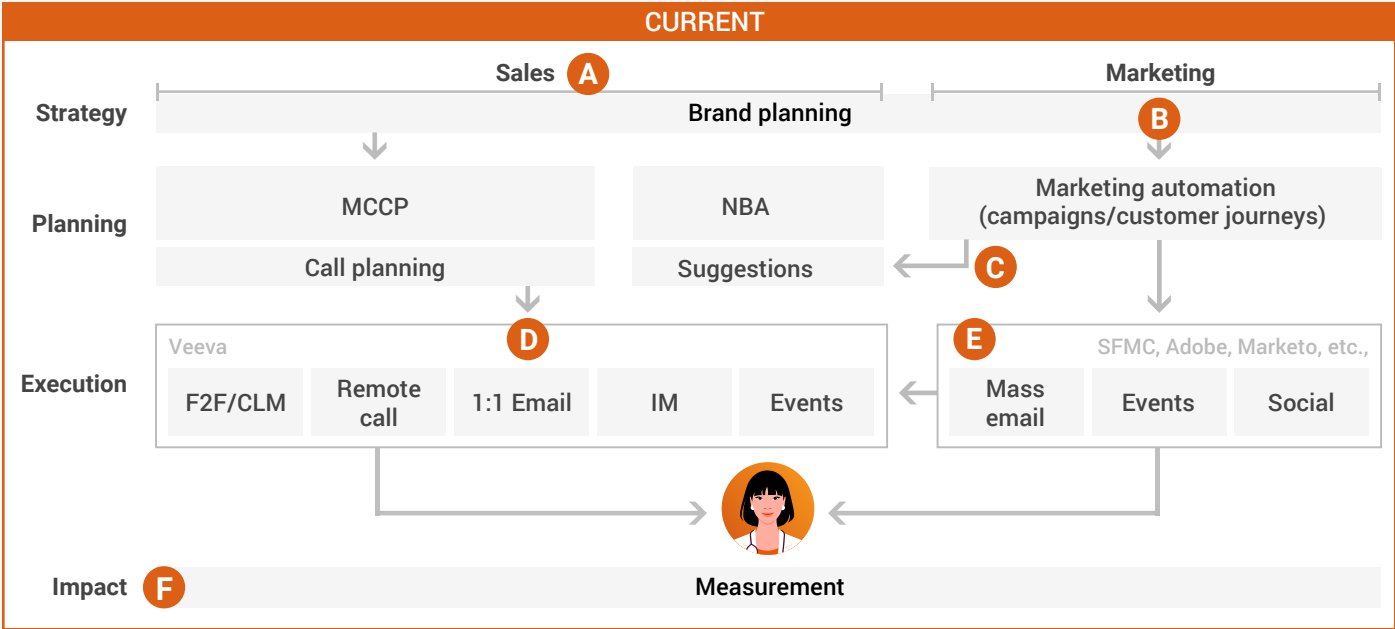 CURRENT
Sales A
Marketing
Strategy
Brand planning
B
Planning
MCCP
NBA
Marketing automation
(campaigns/customer journeys)
Call planning
Suggestions
C
D
E
Execution
Veeva
F2F/CLM
Remote
call
1:1 Email
IM
Events
SFMC, Adobe, Marketo, etc.,
Mass
email
Events
Social
Impact
F
Measurement